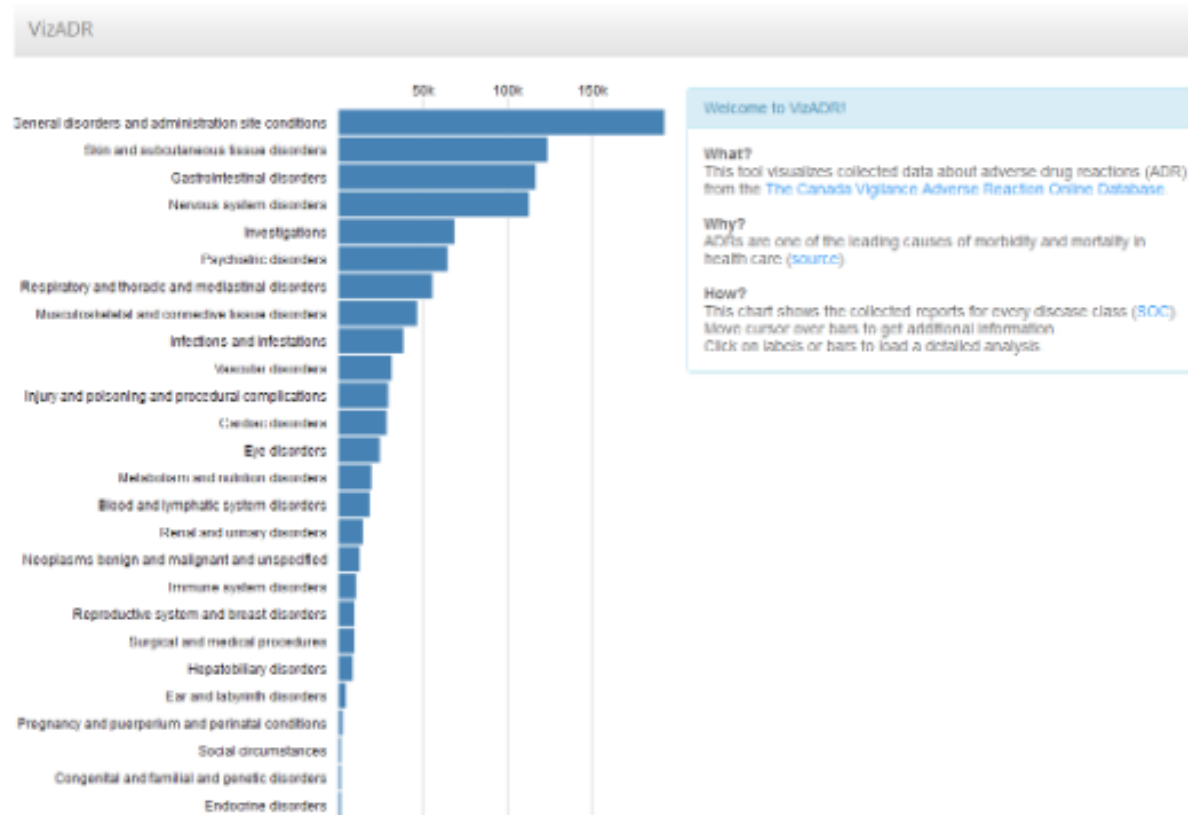 VizADR
50k 100k 150k
General disorders and administration site conditions
Skin and subcutaneous tissue disorders
Gastrointestinal disorders
Nervous system disorders
Investigations
Psychiatric disorders
Respiratory and thoracic and mediastinal disorders
Musculoskeletal and connective tissue disorders
Infections and infestations
Vascular disorders
Injury and poisoning and procedural complications
Cardiac disorders
Eye disorders
Metabolism and nutrition disorders
Blood and lymphatic system disorders
Renal and urinary disorders
Neoplasms benign and malignant and unspecified
Immune system disorders
Reproductive system and breast disorders
Surgical and medical procedures
Hepatobiliary disorders
Ear and labyrinth disorders
Pregnancy and puerperium and perinatal conditions
Social circumstances
Congenital and familial and genetic disorders
Endocrine disorders
Welcome to VizADR!
What?
This tool visualizes collected data about adverse drug reactions (ADR)
from the The Canada Vigilance Adverse Reaction Online Database.
Why?
ADRs are one of the leading causes of morbidity and mortality in
health care (source).
How?
This chart shows the collected reports for every disease class (SOC).
Move cursor over bars to get additional information.
Click on labels or bars to load a detailed analysis.